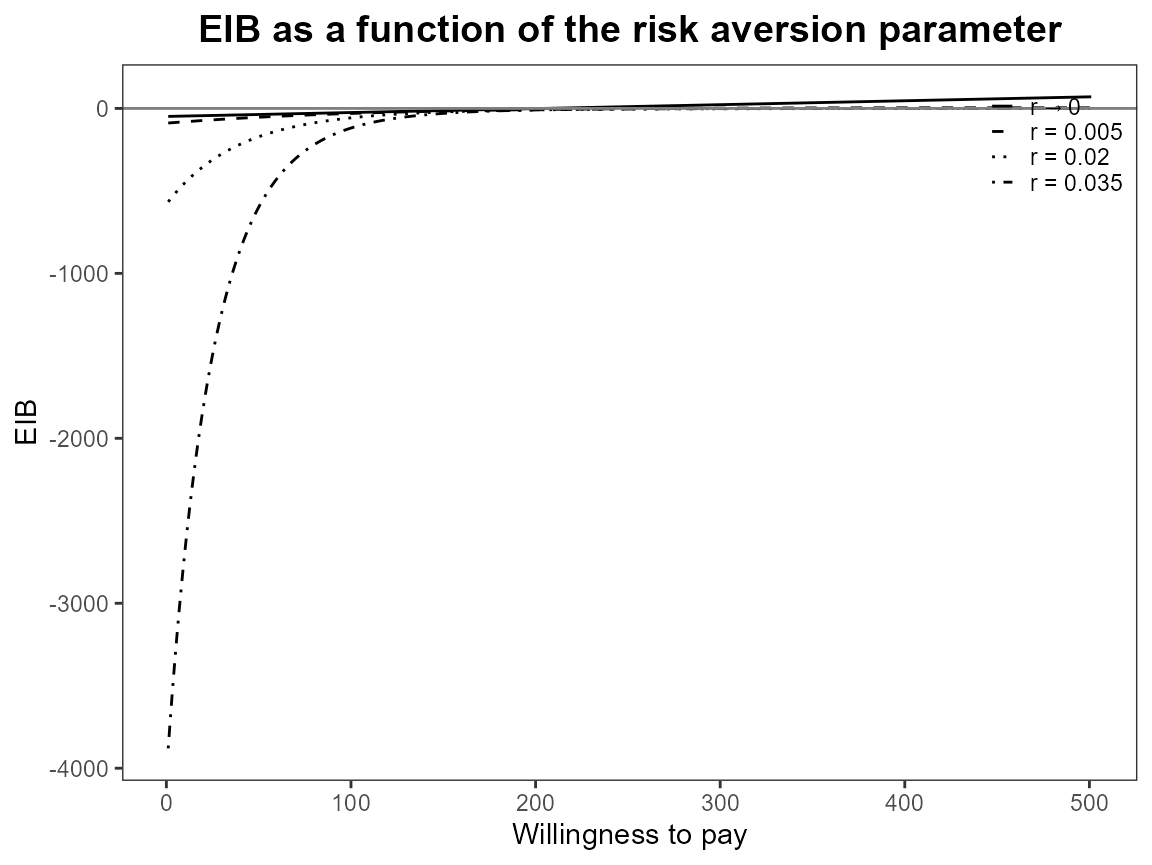 EIB as a function of the risk aversion parameter
0
-1000
-2000
-3000
-4000
EIB
r → 0
r = 0.005
r = 0.02
r = 0.035
0 100 200 300 400 500
Willingness to pay